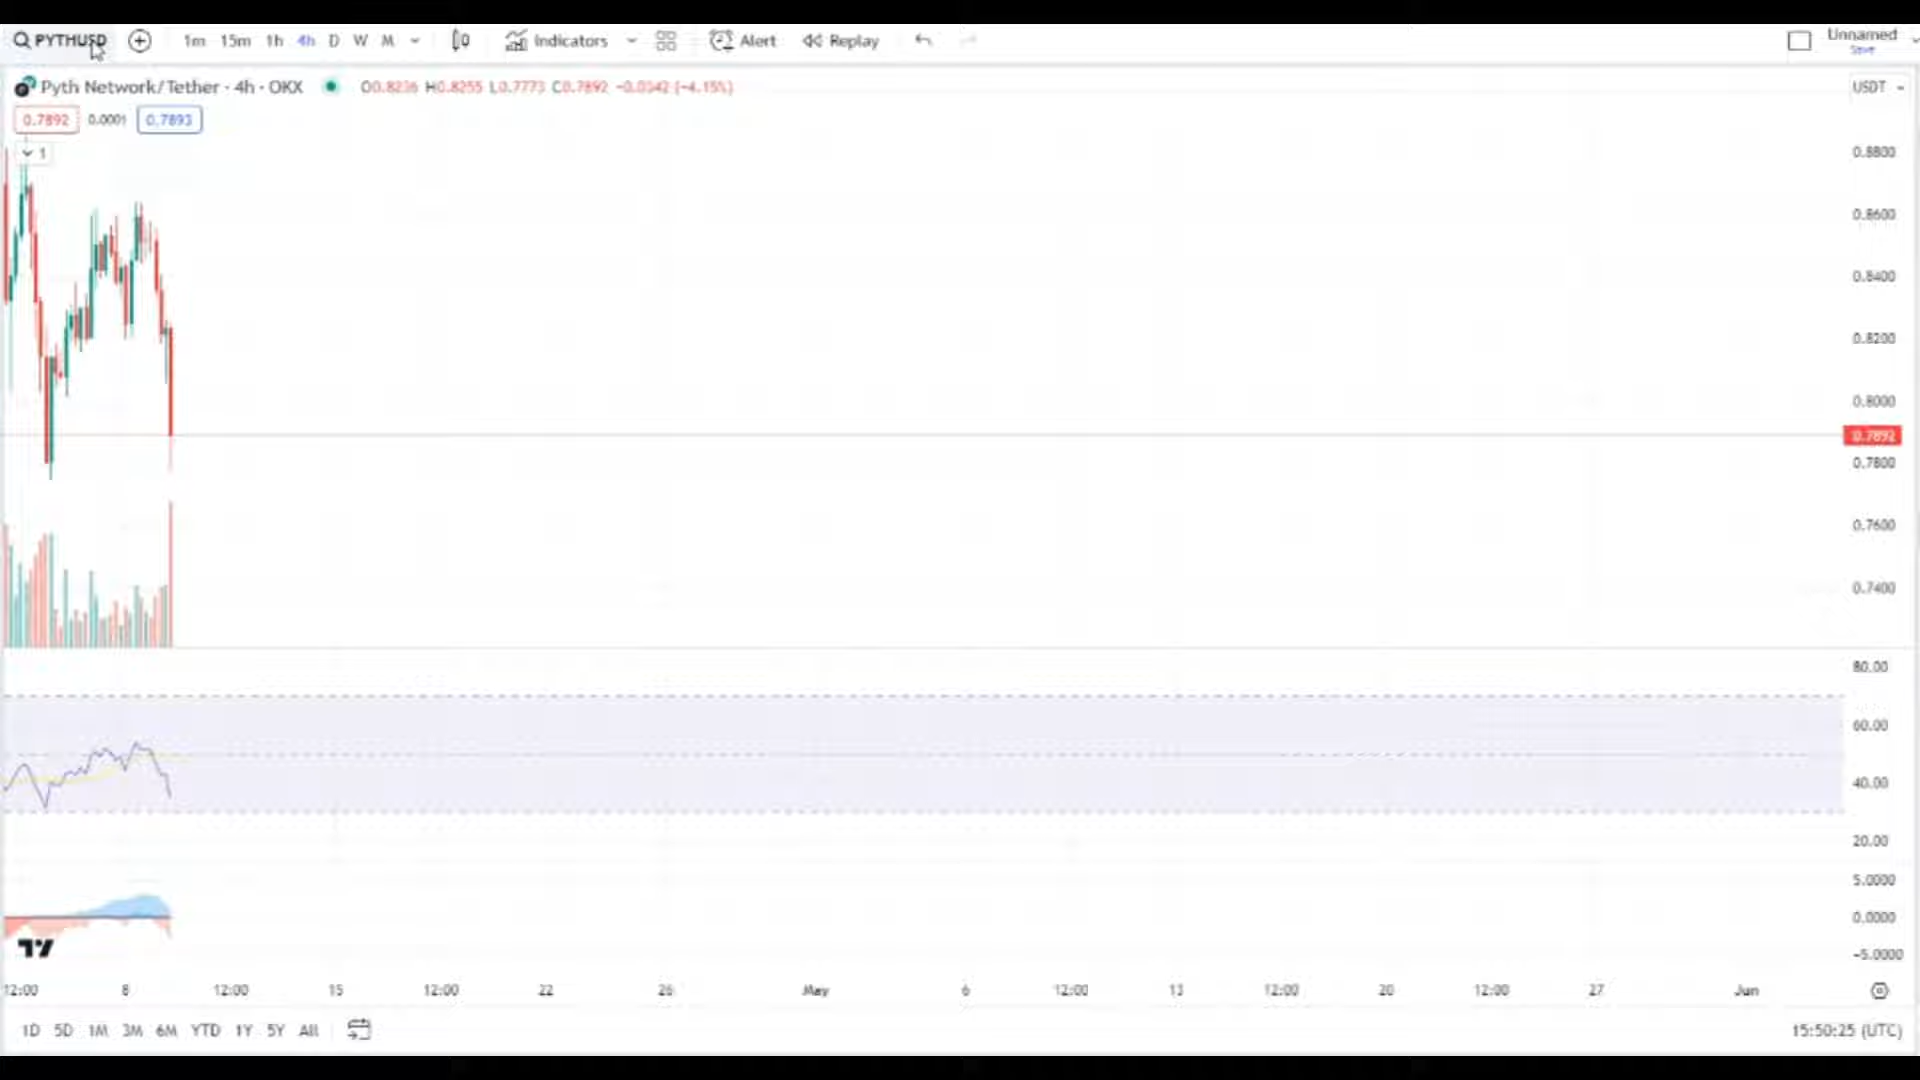 PYTHUSD 1m 15m 1h 4h D W M Indicators Alert Replay Unnamed
Save
Pyth Network/Tether · 4h · OKX O0.8236 H0.8255 L0.7773 C0.7892 −0.0342 (−4.15%) USDT
0.7892 0.0001 0.7893
1
0.8800
0.8600
0.8400
0.8200
0.8000
0.7892
0.7800
0.7600
0.7400
80.00
60.00
40.00
20.00
5.0000
0.0000
−5.0000
12:00 8 12:00 15 12:00 22 26 May 6 12:00 13 12:00 20 12:00 27 Jun
1D 5D 1M 3M 6M YTD 1Y 5Y All 15:50:25 (UTC)